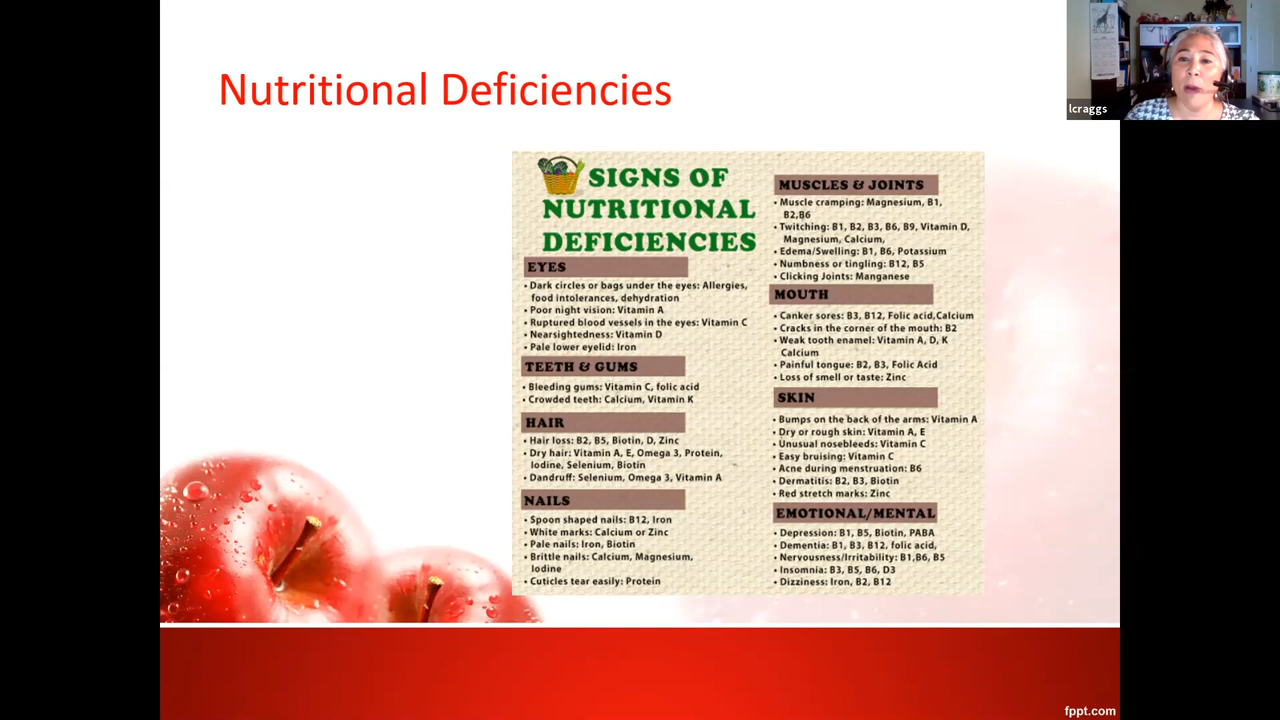 Nutritional Deficiencies
lcraggs
SIGNS OF
NUTRITIONAL
DEFICIENCIES
EYES
• Dark circles or bags under the eyes: Allergies,
food intolerances, dehydration
• Poor night vision: Vitamin A
• Ruptured blood vessels in the eyes: Vitamin C
• Nearsightedness: Vitamin D
• Pale lower eyelid: Iron
TEETH & GUMS
• Bleeding gums: Vitamin C, folic acid
• Crowded teeth: Calcium, Vitamin K
HAIR
• Hair loss: B2, B5, Biotin, D, Zinc
• Dry hair: Vitamin A, E, Omega 3, Protein,
Iodine, Selenium, Biotin
• Dandruff: Selenium, Omega 3, Vitamin A
NAILS
• Spoon shaped nails: B12, Iron
• White marks: Calcium or Zinc
• Pale nails: Iron, Biotin
• Brittle nails: Calcium, Magnesium,
Iodine
• Cuticles tear easily: Protein
MUSCLES & JOINTS
• Muscle cramping: Magnesium, B1,
B2,B6
• Twitching: B1, B2, B3, B6, B9, Vitamin D,
Magnesium, Calcium,
• Edema/Swelling: B1, B6, Potassium
• Numbness or tingling: B12, B5
• Clicking Joints: Manganese
MOUTH
• Canker sores: B3, B12, Folic acid,Calcium
• Cracks in the corner of the mouth: B2
• Weak tooth enamel: Vitamin A, D, K
Calcium
• Painful tongue: B2, B3, Folic Acid
• Loss of smell or taste: Zinc
SKIN
• Bumps on the back of the arms: Vitamin A
• Dry or rough skin: Vitamin A, E
• Unusual nosebleeds: Vitamin C
• Easy bruising: Vitamin C
• Acne during menstruation: B6
• Dermatitis: B2, B3, Biotin
• Red stretch marks: Zinc
EMOTIONAL/MENTAL
• Depression: B1, B5, Biotin, PABA
• Dementia: B1, B3, B12, folic acid,
• Nervousness/Irritability: B1,B6, B5
• Insomnia: B3, B5, B6, D3
• Dizziness: Iron, B2, B12
fppt.com